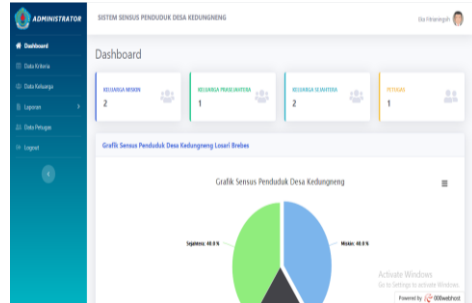 ADMINISTRATOR
SISTEM SENSUS PENDUDUK DESA KEDUNGNENG
Dashboard
Dashboard
Data Kriteria
Data Keluarga
Laporan
Data Petugas
Logout
KELUARGA MISKIN
2
KELUARGA PRASEJAHTERA
1
KELUARGA SEJAHTERA
2
PETUGAS
1
Grafik Sensus Penduduk Desa Kedungneng Losari Brebes
Grafik Sensus Penduduk Desa Kedungneng
Sejahtera: 40.0 %
Miskin: 40.0 %
Activate Windows
Go to Settings to activate Windows.
Powered by 000webhost